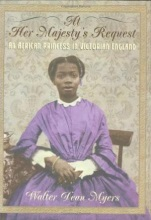 At
Her Majesty's Request
AN AFRICAN PRINCESS IN VICTORIAN ENGLAND
Walter Dean Myers